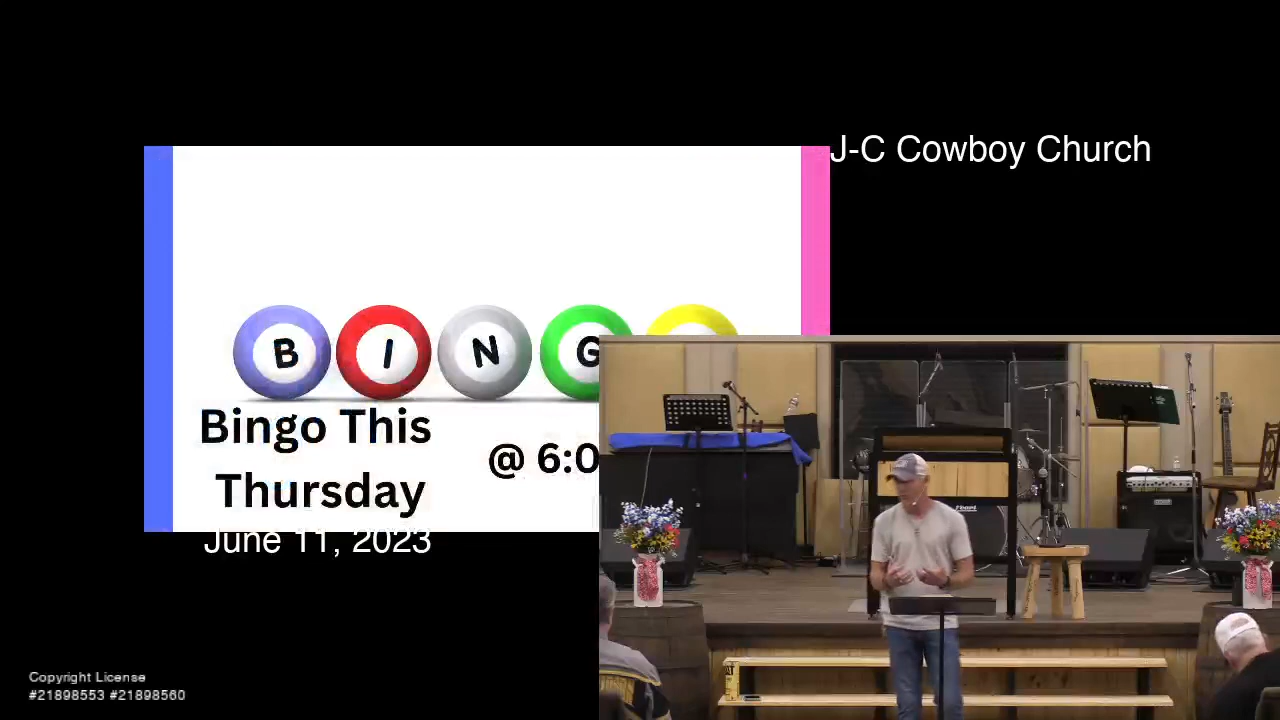 J-C Cowboy Church
B I N G
Bingo This
Thursday
@ 6:0
June 11, 2023
Copyright License
#21898553 #21898560